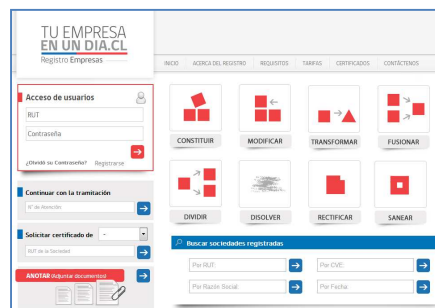 TU EMPRESA
EN UN DIA.CL
Registro Empresas
INICIO ACERCA DEL REGISTRO REQUISITOS TARIFAS CERTIFICADOS CONTÁCTENOS
Acceso de usuarios
RUT
Contraseña
¿Olvidó su Contraseña? Registrarse
CONSTITUIR MODIFICAR TRANSFORMAR FUSIONAR
Continuar con la tramitación
N° de Atención:
Solicitar certificado de -
RUT de la Sociedad
DIVIDIR DISOLVER RECTIFICAR SANEAR
Buscar sociedades registradas
Por RUT: Por CVE:
Por Razón Social: Por Fecha:
ANOTAR (Adjuntar documentos)